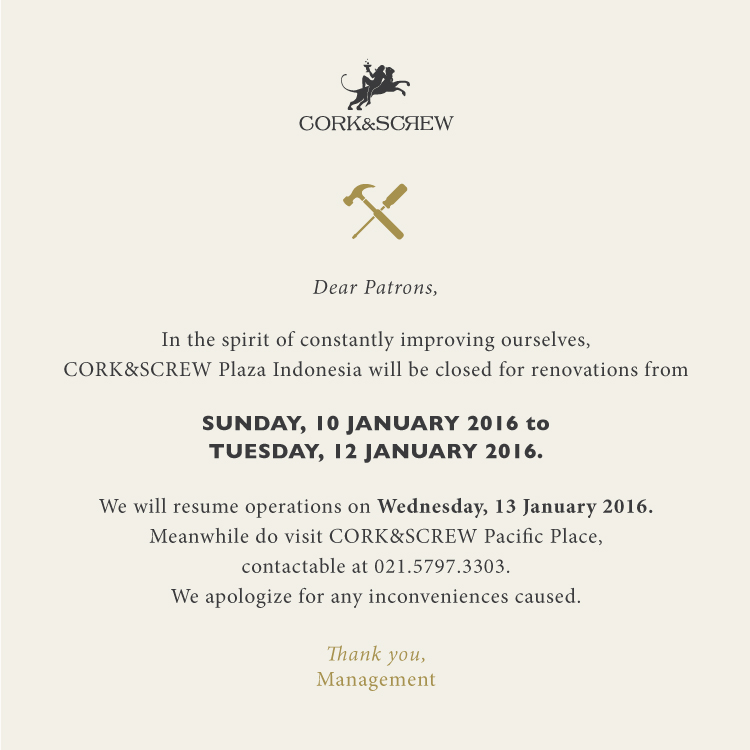 CORK&SCREW
Dear Patrons,
In the spirit of constantly improving ourselves,
CORK&SCREW Plaza Indonesia will be closed for renovations from
SUNDAY, 10 JANUARY 2016 to
TUESDAY, 12 JANUARY 2016.
We will resume operations on Wednesday, 13 January 2016.
Meanwhile do visit CORK&SCREW Pacific Place,
contactable at 021.5797.3303.
We apologize for any inconveniences caused.
Thank you,
Management